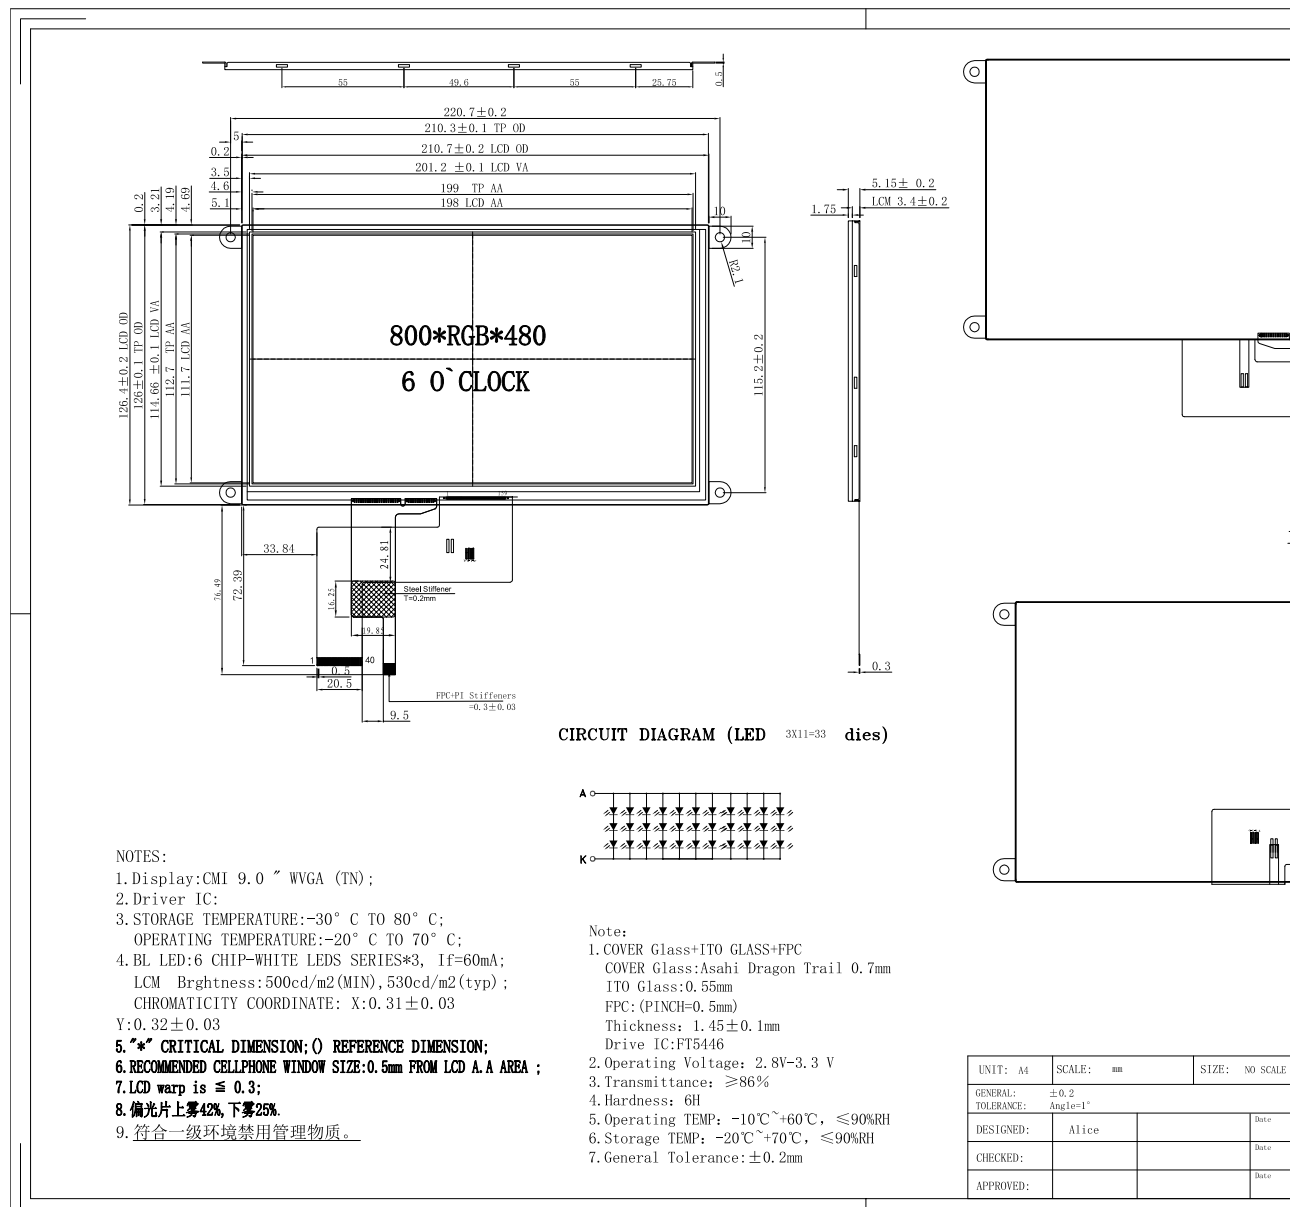 55
49.6
55
25.75
0.5
220.7±0.2
210.3±0.1 TP OD
5
210.7±0.2 LCD OD
0.2
201.2 ±0.1 LCD VA
3.5
199 TP AA
4.6
198 LCD AA
5.1
0.2
3.21
4.19
4.69
10
10
R2.1
5.15± 0.2
LCM 3.4±0.2
1.75
126.4±0.2 LCD OD
126±0.1 TP OD
114.66 ±0.1 LCD VA
112.7 TP AA
111.7 LCD AA
800*RGB*480
6 O`CLOCK
115.2±0.2
33.84
24.81
76.49
72.39
16.25
Steel Stiffener
T=0.2mm
19.85
1
40
0.5
20.5
9.5
FPC+PI Stiffeners
=0.3±0.03
0.3
CIRCUIT DIAGRAM (LED 3X11=33 dies)
A
K
NOTES:
1.Display:CMI 9.0 ″ WVGA (TN);
2.Driver IC:
3.STORAGE TEMPERATURE:-30° C TO 80° C;
OPERATING TEMPERATURE:-20° C TO 70° C;
4.BL LED:6 CHIP-WHITE LEDS SERIES*3, If=60mA;
LCM Brghtness:500cd/m2(MIN),530cd/m2(typ);
CHROMATICITY COORDINATE: X:0.31±0.03
Y:0.32±0.03
5.″*″ CRITICAL DIMENSION;() REFERENCE DIMENSION;
6.RECOMMENDED CELLPHONE WINDOW SIZE:0.5mm FROM LCD A.A AREA ;
7.LCD warp is ≦ 0.3;
8.偏光片上雾42%,下雾25%.
9.符合一级环境禁用管理物质。
Note:
1.COVER Glass+ITO GLASS+FPC
COVER Glass:Asahi Dragon Trail 0.7mm
ITO Glass:0.55mm
FPC:(PINCH=0.5mm)
Thickness: 1.45±0.1mm
Drive IC:FT5446
2.Operating Voltage: 2.8V-3.3 V
3.Transmittance: ≥86%
4.Hardness: 6H
5.Operating TEMP: -10℃~+60℃, ≤90%RH
6.Storage TEMP: -20℃~+70℃, ≤90%RH
7.General Tolerance:±0.2mm
UNIT: A4 SCALE: mm SIZE: NO SCALE
GENERAL: ±0.2
TOLERANCE: Angle=1°
DESIGNED: Alice Date
CHECKED: Date
APPROVED: Date